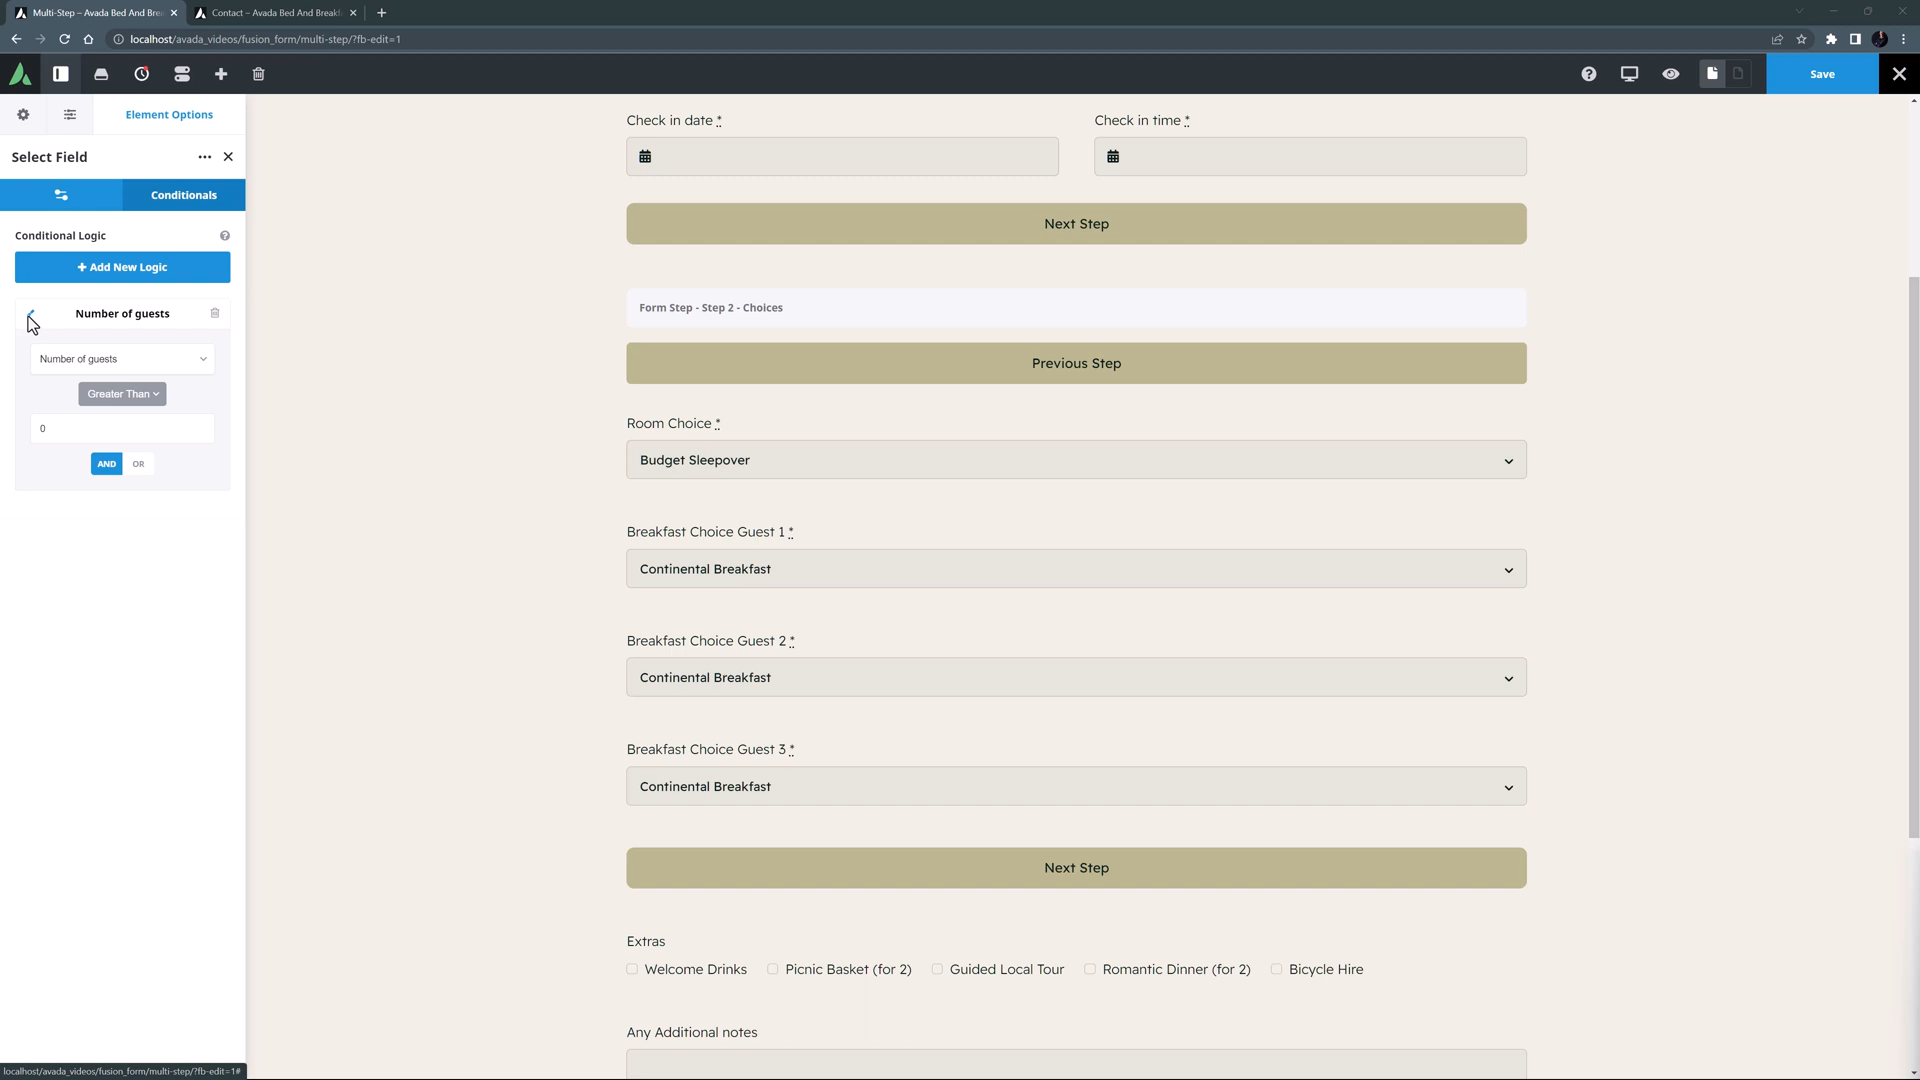 Multi-Step – Avada Bed And Bre
Contact – Avada Bed And Breakf
localhost/avada_videos/fusion_form/multi-step/?fb-edit=1
Save
Element Options
Select Field
Conditionals
Conditional Logic
+ Add New Logic
Number of guests
Number of guests
Greater Than
0
AND OR
Check in date *
Check in time *
Next Step
Form Step - Step 2 - Choices
Previous Step
Room Choice *
Budget Sleepover
Breakfast Choice Guest 1 *
Continental Breakfast
Breakfast Choice Guest 2 *
Continental Breakfast
Breakfast Choice Guest 3 *
Continental Breakfast
Next Step
Extras
Welcome Drinks Picnic Basket (for 2) Guided Local Tour Romantic Dinner (for 2) Bicycle Hire
Any Additional notes
localhost/avada_videos/fusion_form/multi-step/?fb-edit=1#